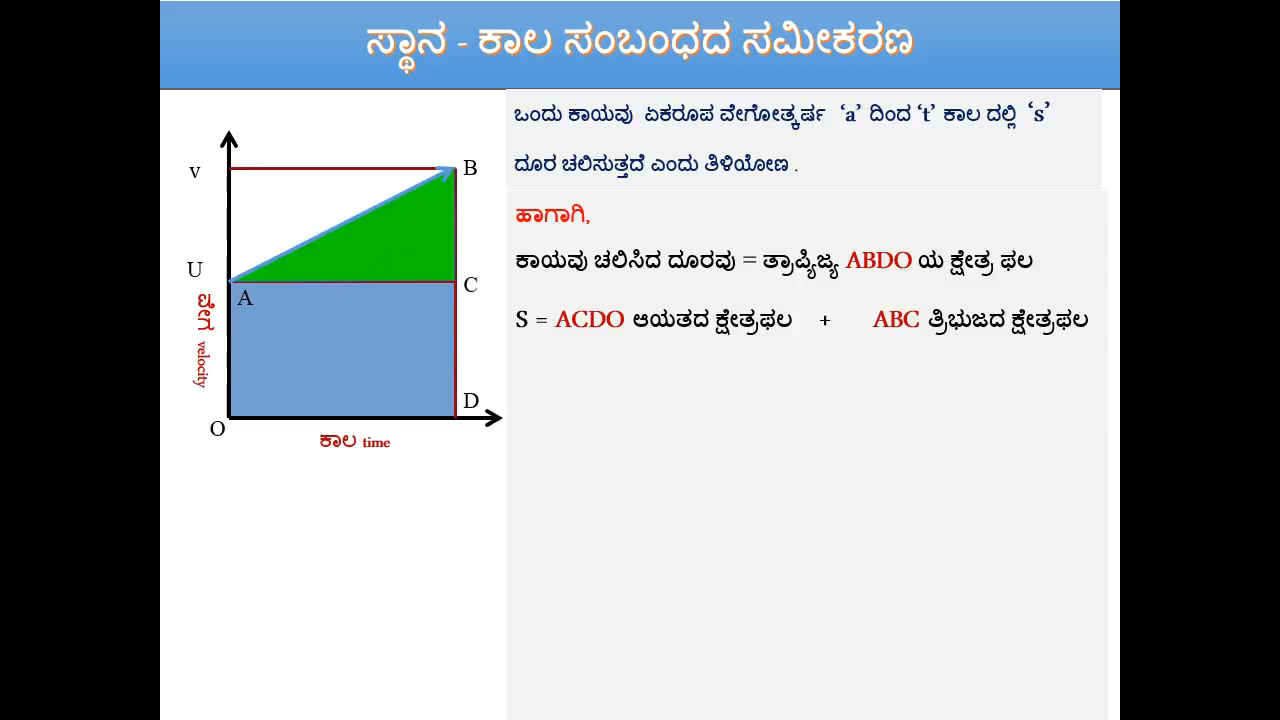 ಸ್ಥಾನ - ಕಾಲ ಸಂಬಂಧದ ಸಮೀಕರಣ
ಒಂದು ಕಾಯವು ಏಕರೂಪ ವೇಗೋತ್ಕರ್ಷ ‘a’ ದಿಂದ ‘t’ ಕಾಲ ದಲ್ಲಿ ‘s’
ದೂರ ಚಲಿಸುತ್ತದೆ ಎಂದು ತಿಳಿಯೋಣ .
ಹಾಗಾಗಿ,
ಕಾಯವು ಚಲಿಸಿದ ದೂರವು = ತ್ರಾಪ್ಯಿಜ್ಯ ABDO ಯ ಕ್ಷೇತ್ರ ಫಲ
S = ACDO ಆಯತದ ಕ್ಷೇತ್ರಫಲ + ABC ತ್ರಿಭುಜದ ಕ್ಷೇತ್ರಫಲ
v
B
U
A
C
ವೇಗ velocity
D
O
ಕಾಲ time